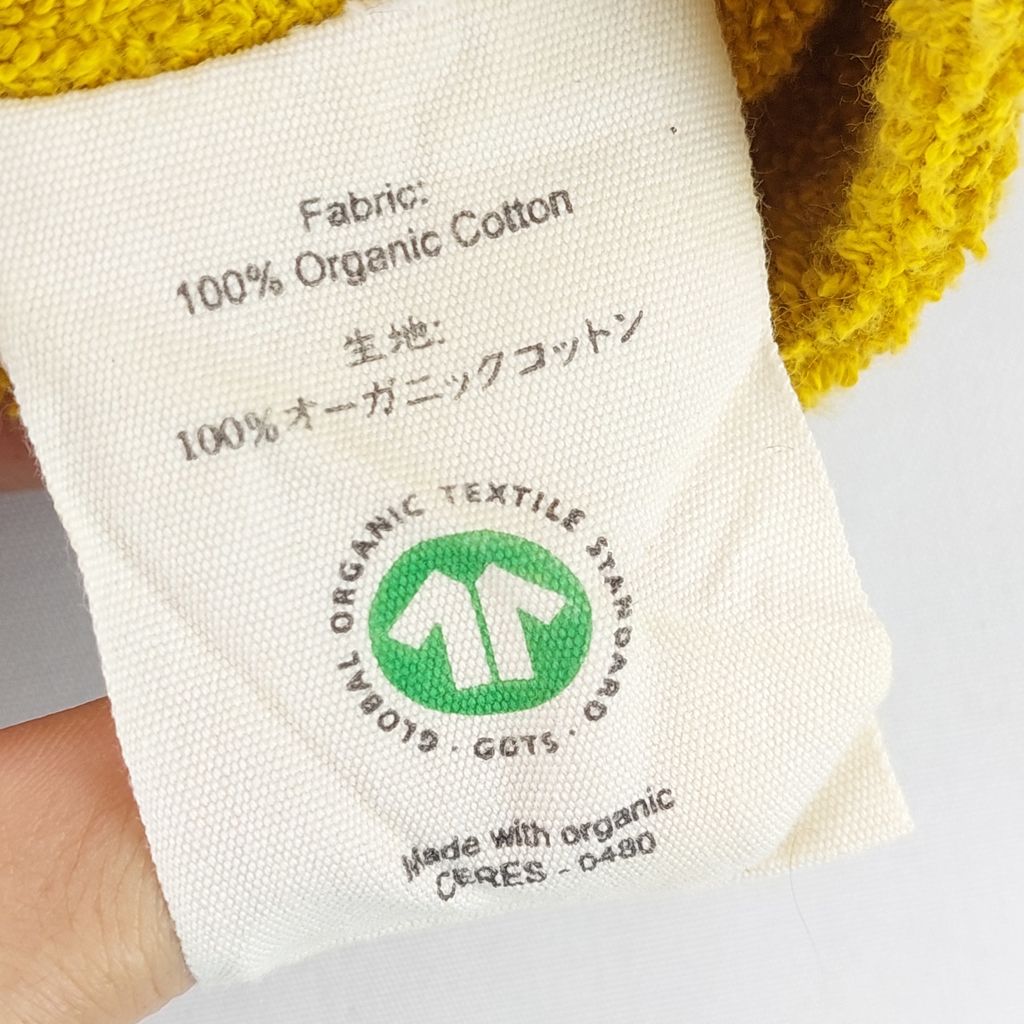 Fabric:
100% Organic Cotton
生地:
100%オーガニックコットン
GLOBAL ORGANIC TEXTILE STANDARD · GOTS ·
Made with organic
CERES - 0480